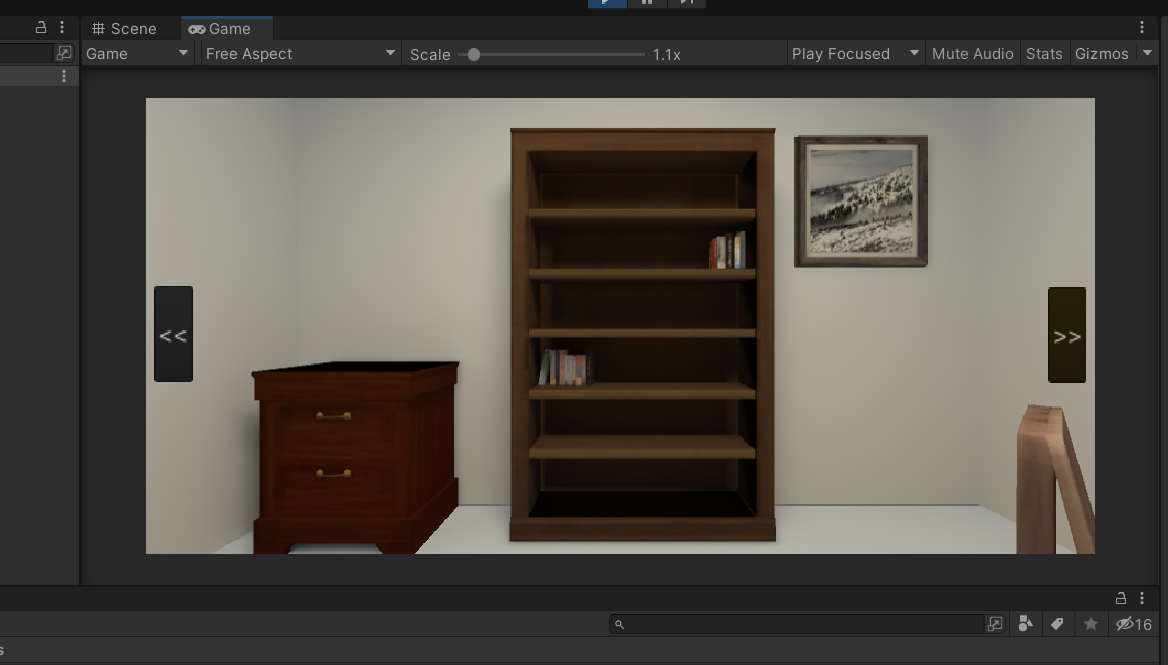 Scene
Game
Game
Free Aspect
Scale
1.1x
Play Focused
Mute Audio
Stats
Gizmos
<<
>>
16
s